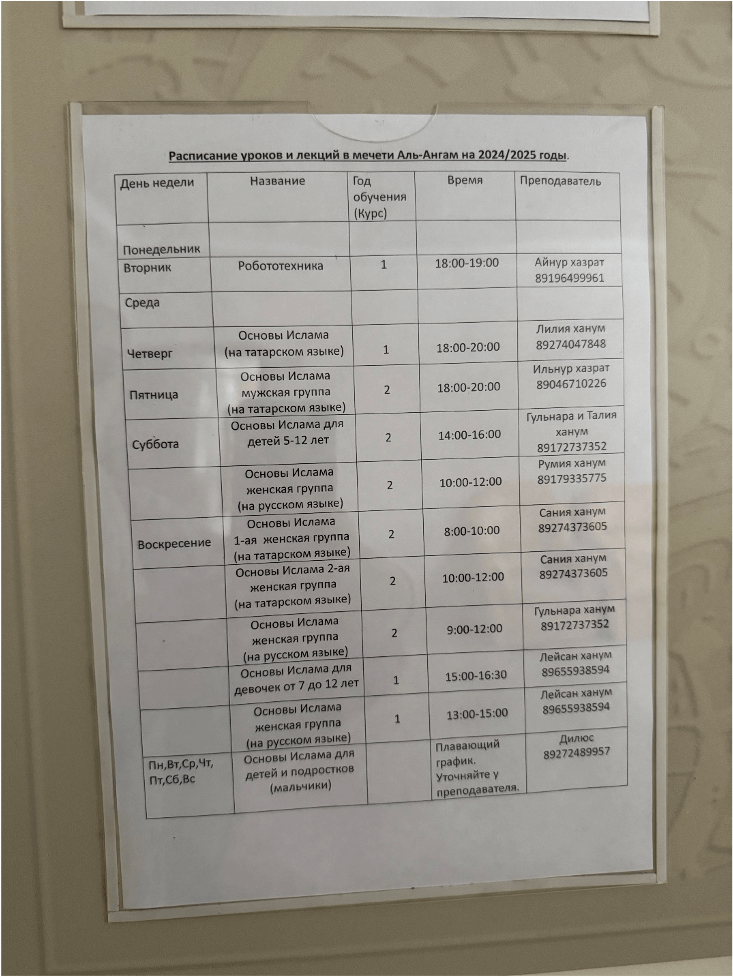 Расписание уроков и лекций в мечети Аль-Ангам на 2024/2025 годы.
День недели Название Год обучения (Курс) Время Преподаватель
Понедельник
Вторник Робототехника 1 18:00-19:00 Айнур хазрат 89196499961
Среда
Четверг Основы Ислама (на татарском языке) 1 18:00-20:00 Лилия ханум 89274047848
Пятница Основы Ислама мужская группа (на татарском языке) 2 18:00-20:00 Ильнур хазрат 89046710226
Суббота Основы Ислама для детей 5-12 лет 2 14:00-16:00 Гульнара и Талия ханум 89172737352
Основы Ислама женская группа (на русском языке) 2 10:00-12:00 Румия ханум 89179335775
Воскресение Основы Ислама 1-ая женская группа (на татарском языке) 2 8:00-10:00 Сания ханум 89274373605
Основы Ислама 2-ая женская группа (на татарском языке) 2 10:00-12:00 Сания ханум 89274373605
Основы Ислама женская группа (на русском языке) 2 9:00-12:00 Гульнара ханум 89172737352
Основы Ислама для девочек от 7 до 12 лет 1 15:00-16:30 Лейсан ханум 89655938594
Основы Ислама женская группа (на русском языке) 1 13:00-15:00 Лейсан ханум 89655938594
Пн,Вт,Ср,Чт, Пт,Сб,Вс Основы Ислама для детей и подростков (мальчики) Плавающий график. Уточняйте у преподавателя. Дилюс 89272489957